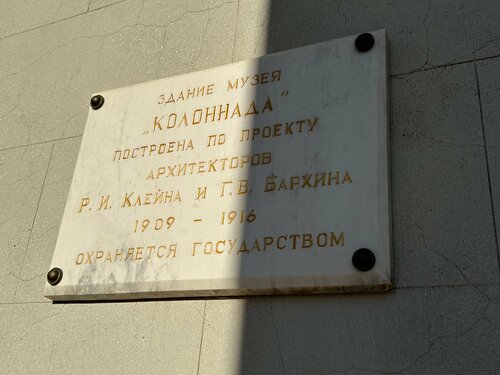 ЗДАНИЕ МУЗЕЯ
„КОЛОННАДА"
ПОСТРОЕНА ПО ПРОЕКТУ
АРХИТЕКТОРОВ
Р. И. КЛЕЙНА И Г. В. БАРХИНА
1909 - 1916
ОХРАНЯЕТСЯ ГОСУДАРСТВОМ